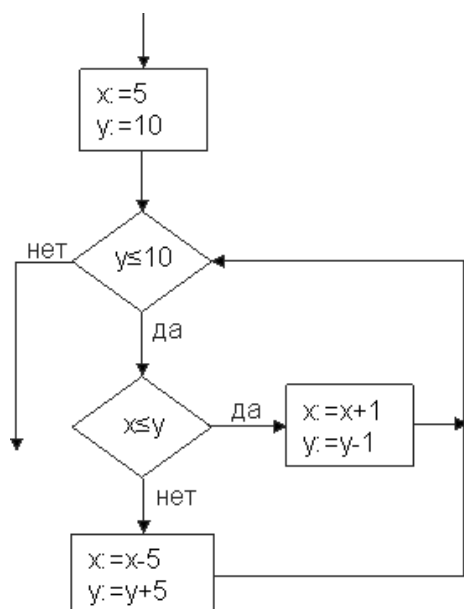 x:=5
y:=10
нет
y≤10
да
x≤y
да
x:=x+1
y:=y-1
нет
x:=x-5
y:=y+5